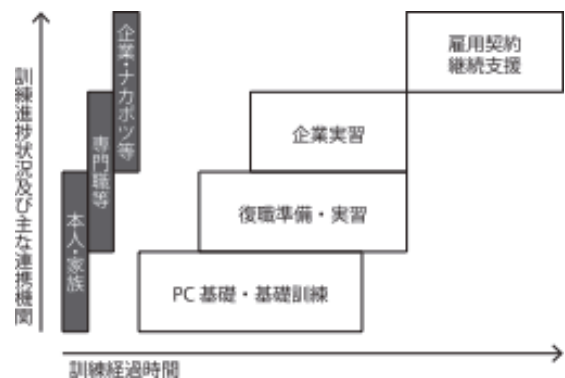 訓練進捗状況及び主な連携機関
企業・ナカポツ等
専門職等
本人・家族
雇用契約
継続支援
企業実習
復職準備・実習
PC 基礎・基礎訓練
訓練経過時間